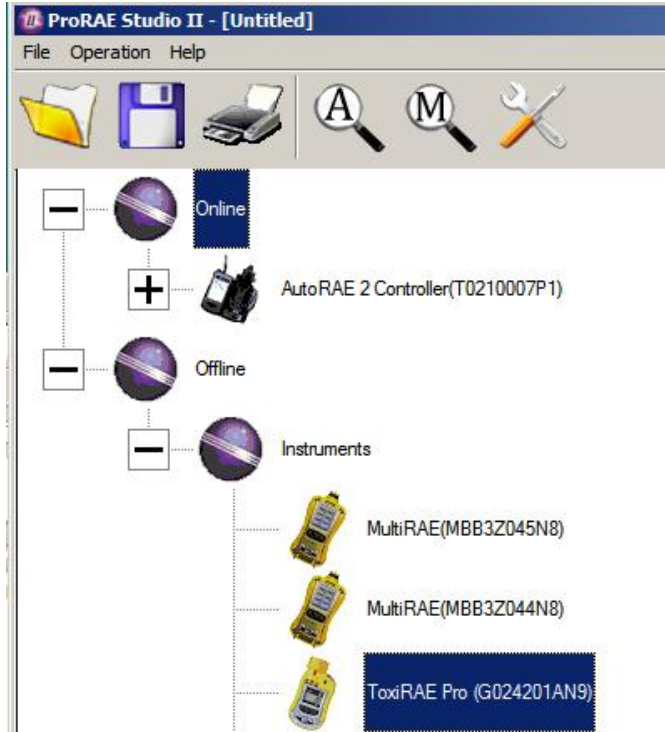 ProRAE Studio II - [Untitled]
File Operation Help
A M
Online
AutoRAE 2 Controller(T0210007P1)
Offline
Instruments
MultiRAE(MBB3Z045N8)
MultiRAE(MBB3Z044N8)
ToxiRAE Pro (G024201AN9)